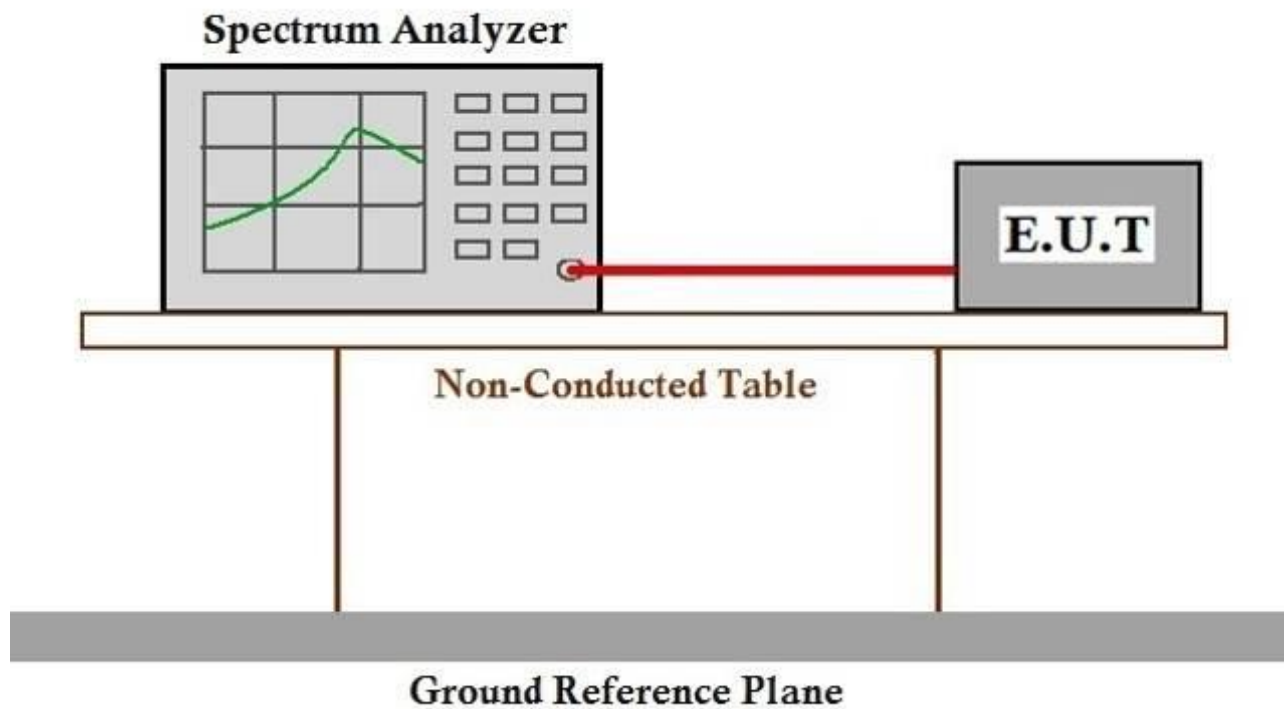 Spectrum Analyzer
E.U.T
Non-Conducted Table
Ground Reference Plane